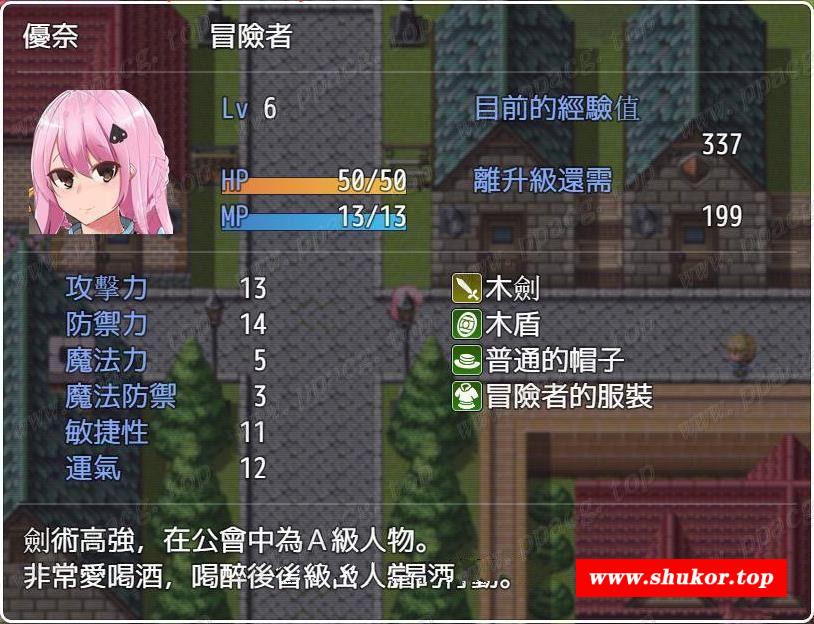 優奈 冒險者
Lv 6 目前的經驗值
337
HP 50/50 離升級還需
MP 13/13 199
攻擊力 13 木劍
防禦力 14 木盾
魔法力 5 普通的帽子
魔法防禦 3 冒險者的服裝
敏捷性 11
運氣 12
劍術高強，在公會中為A級人物。
非常愛喝酒，喝醉後
www.shukor.top